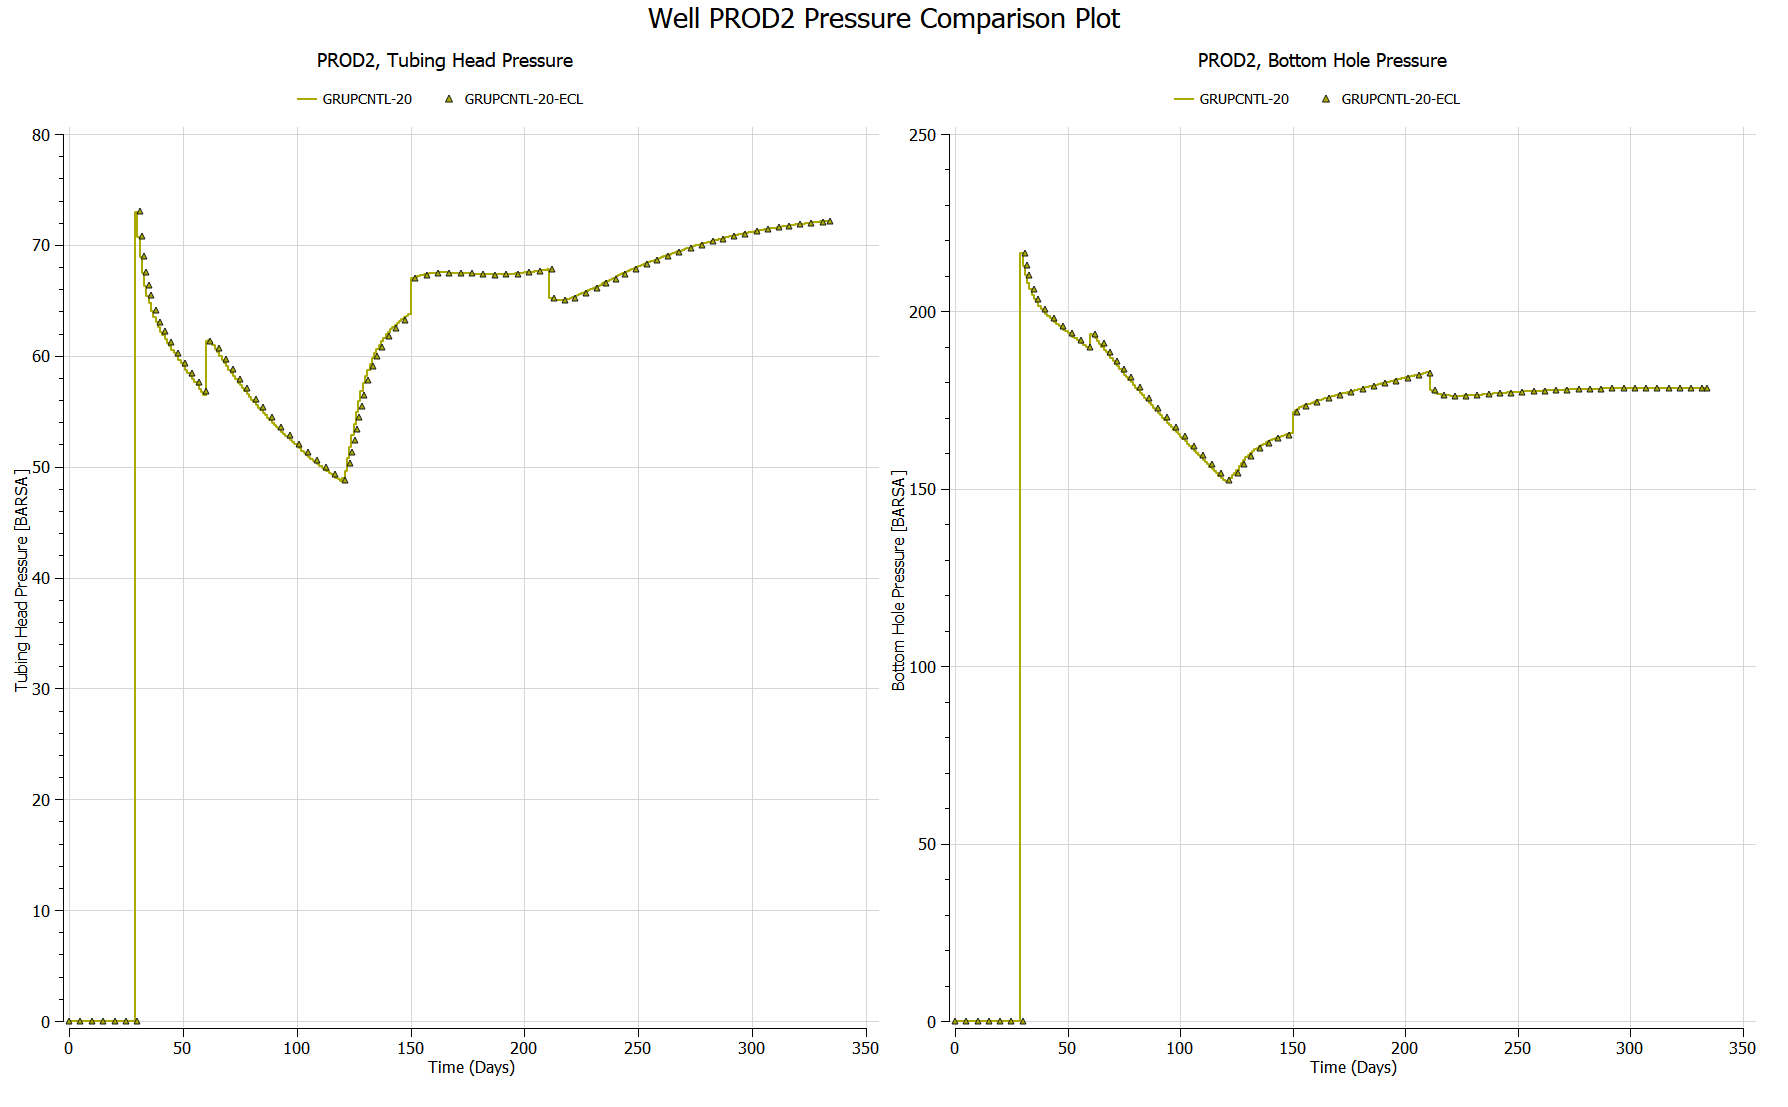 Well PROD2 Pressure Comparison Plot
PROD2, Tubing Head Pressure
GRUPCNTL-20 GRUPCNTL-20-ECL
80
70
60
50
40
30
20
10
0
Tubing Head Pressure [BARSA]
0 50 100 150 200 250 300 350
Time (Days)
PROD2, Bottom Hole Pressure
GRUPCNTL-20 GRUPCNTL-20-ECL
250
200
150
100
50
0
Bottom Hole Pressure [BARSA]
0 50 100 150 200 250 300 350
Time (Days)